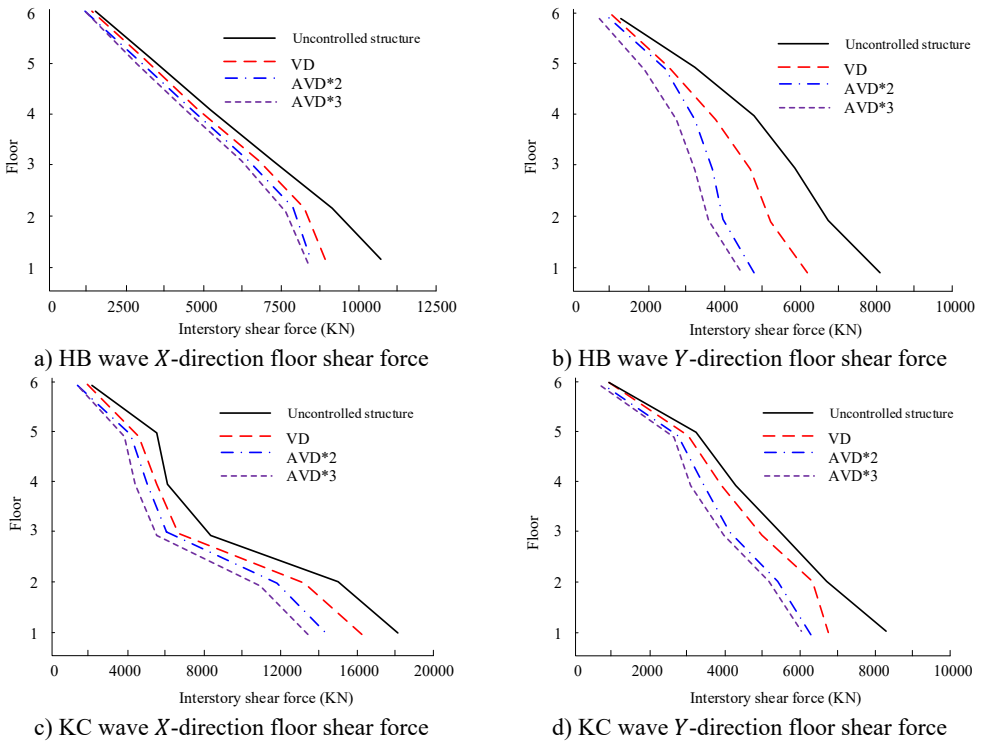 6
5
4
3
2
1
Floor
Uncontrolled structure
VD
AVD*2
AVD*3
0 2500 5000 7500 10000 12500
Interstory shear force (KN)
a) HB wave X-direction floor shear force
6
5
4
3
2
1
Floor
Uncontrolled structure
VD
AVD*2
AVD*3
0 2000 4000 6000 8000 10000
Interstory shear force (KN)
b) HB wave Y-direction floor shear force
6
5
4
3
2
1
Floor
Uncontrolled structure
VD
AVD*2
AVD*3
0 4000 8000 12000 16000 20000
Interstory shear force (KN)
c) KC wave X-direction floor shear force
6
5
4
3
2
1
Floor
Uncontrolled structure
VD
AVD*2
AVD*3
0 2000 4000 6000 8000 10000
Interstory shear force (KN)
d) KC wave Y-direction floor shear force